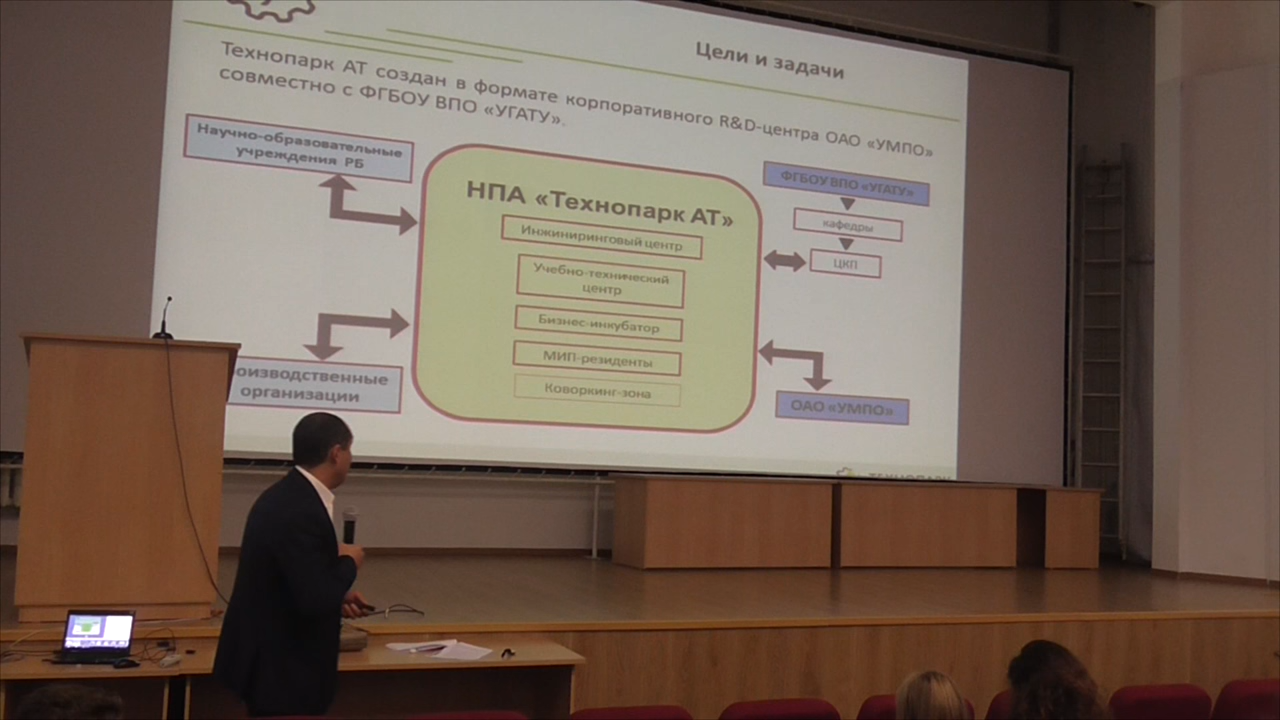 Цели и задачи
Технопарк АТ создан в формате корпоративного R&D-центра ОАО «УМПО»
совместно с ФГБОУ ВПО «УГАТУ».
Научно-образовательные
учреждения РБ
НПА «Технопарк АТ»
Инжиниринговый центр
Учебно-технический
центр
Бизнес-инкубатор
МИП-резиденты
Коворкинг-зона
ФГБОУ ВПО «УГАТУ»
кафедры
ЦКП
оизводственные
организации
ОАО «УМПО»
ТЕХНОПАРК